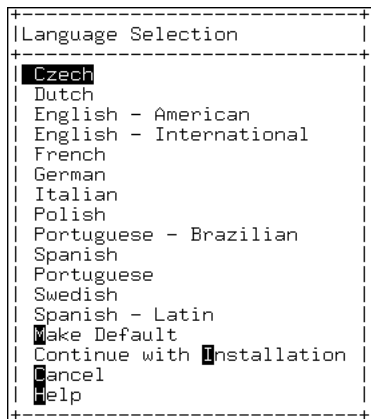 Language Selection
Czech
Dutch
English - American
English - International
French
German
Italian
Polish
Portuguese - Brazilian
Spanish
Portuguese
Swedish
Spanish - Latin
Make Default
Continue with Installation
Cancel
Help